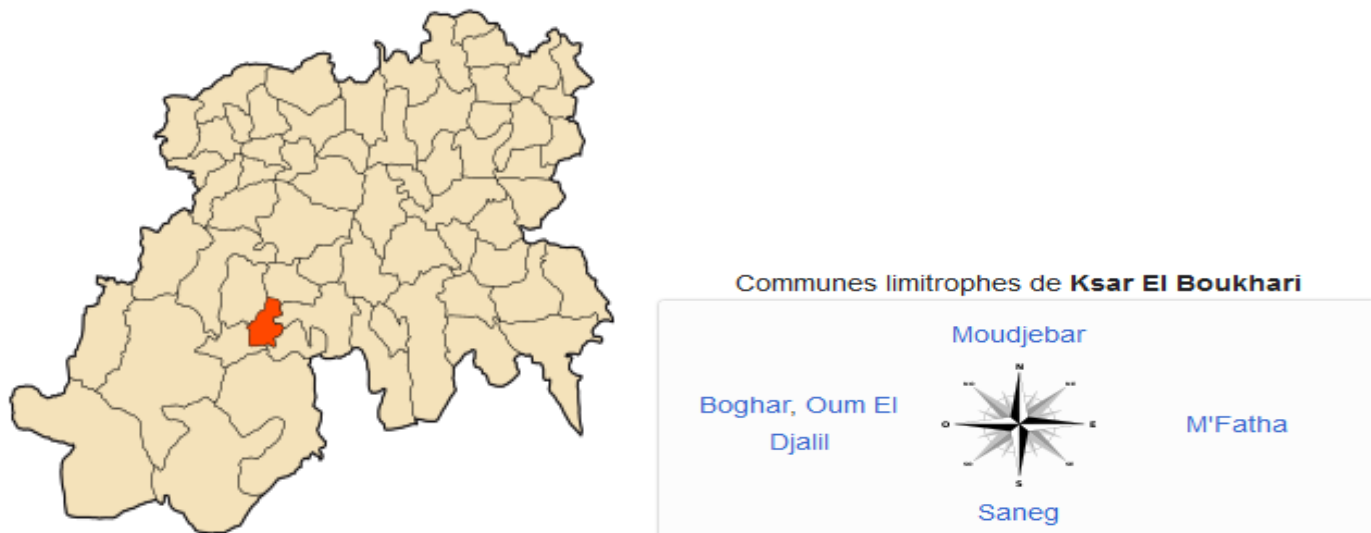 Communes limitrophes de Ksar El Boukhari
Moudjebar
N
Boghar, Oum El
Djalil
O
E
M'Fatha
S
Saneg